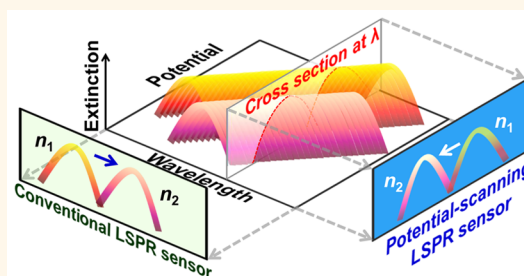 Extinction
Potential
Cross section at λ
Wavelength
n1
n2
Conventional LSPR sensor
n1
n2
Potential-scanning
LSPR sensor